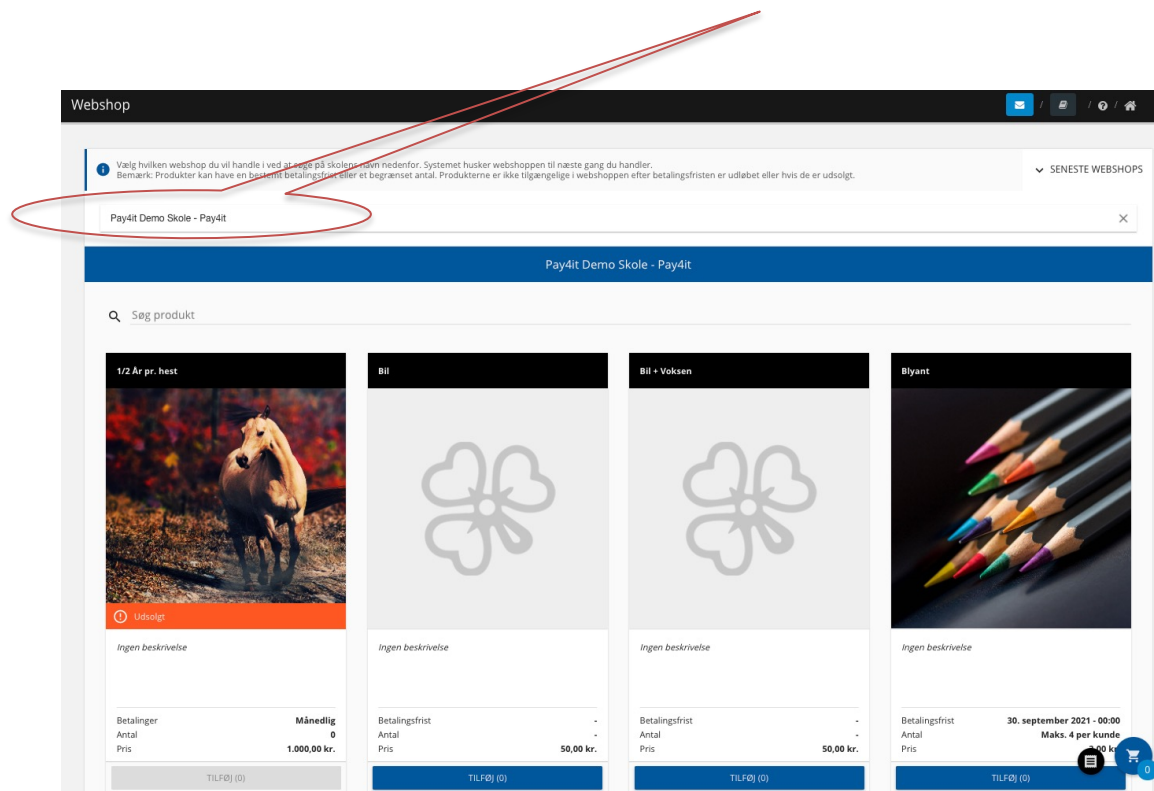 Webshop
/ / /
Vælg hvilken webshop du vil handle i ved at søge på skolens navn nedenfor. Systemet husker webshoppen til næste gang du handler.
Bemærk: Produkter kan have en bestemt betalingsfrist eller et begrænset antal. Produkterne er ikke tilgængelige i webshoppen efter betalingsfristen er udløbet eller hvis de er udsolgt.
SENESTE WEBSHOPS
Pay4it Demo Skole - Pay4it
Pay4it Demo Skole - Pay4it
Søg produkt
1/2 År pr. hest
Udsolgt
Ingen beskrivelse
Betalinger Månedlig
Antal 0
Pris 1.000,00 kr.
TILFØJ (0)
Bil
Ingen beskrivelse
Betalingsfrist -
Antal -
Pris 50,00 kr.
TILFØJ (0)
Bil + Voksen
Ingen beskrivelse
Betalingsfrist -
Antal -
Pris 50,00 kr.
TILFØJ (0)
Blyant
Ingen beskrivelse
Betalingsfrist 30. september 2021 - 00:00
Antal Maks. 4 per kunde
Pris
TILFØJ (0)
0